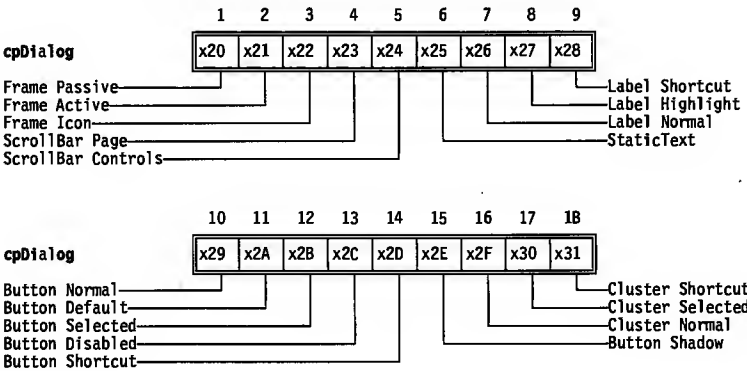 1 2 3 4 5 6 7 8 9
cpDialog x20 x21 x22 x23 x24 x25 x26 x27 x28
Frame Passive Label Shortcut
Frame Active Label Highlight
Frame Icon Label Normal
ScrollBar Page StaticText
ScrollBar Controls
10 11 12 13 14 15 16 17 1B
cpDialog x29 x2A x2B x2C x2D x2E x2F x30 x31
Button Normal Cluster Shortcut
Button Default Cluster Selected
Button Selected Cluster Normal
Button Disabled Button Shadow
Button Shortcut